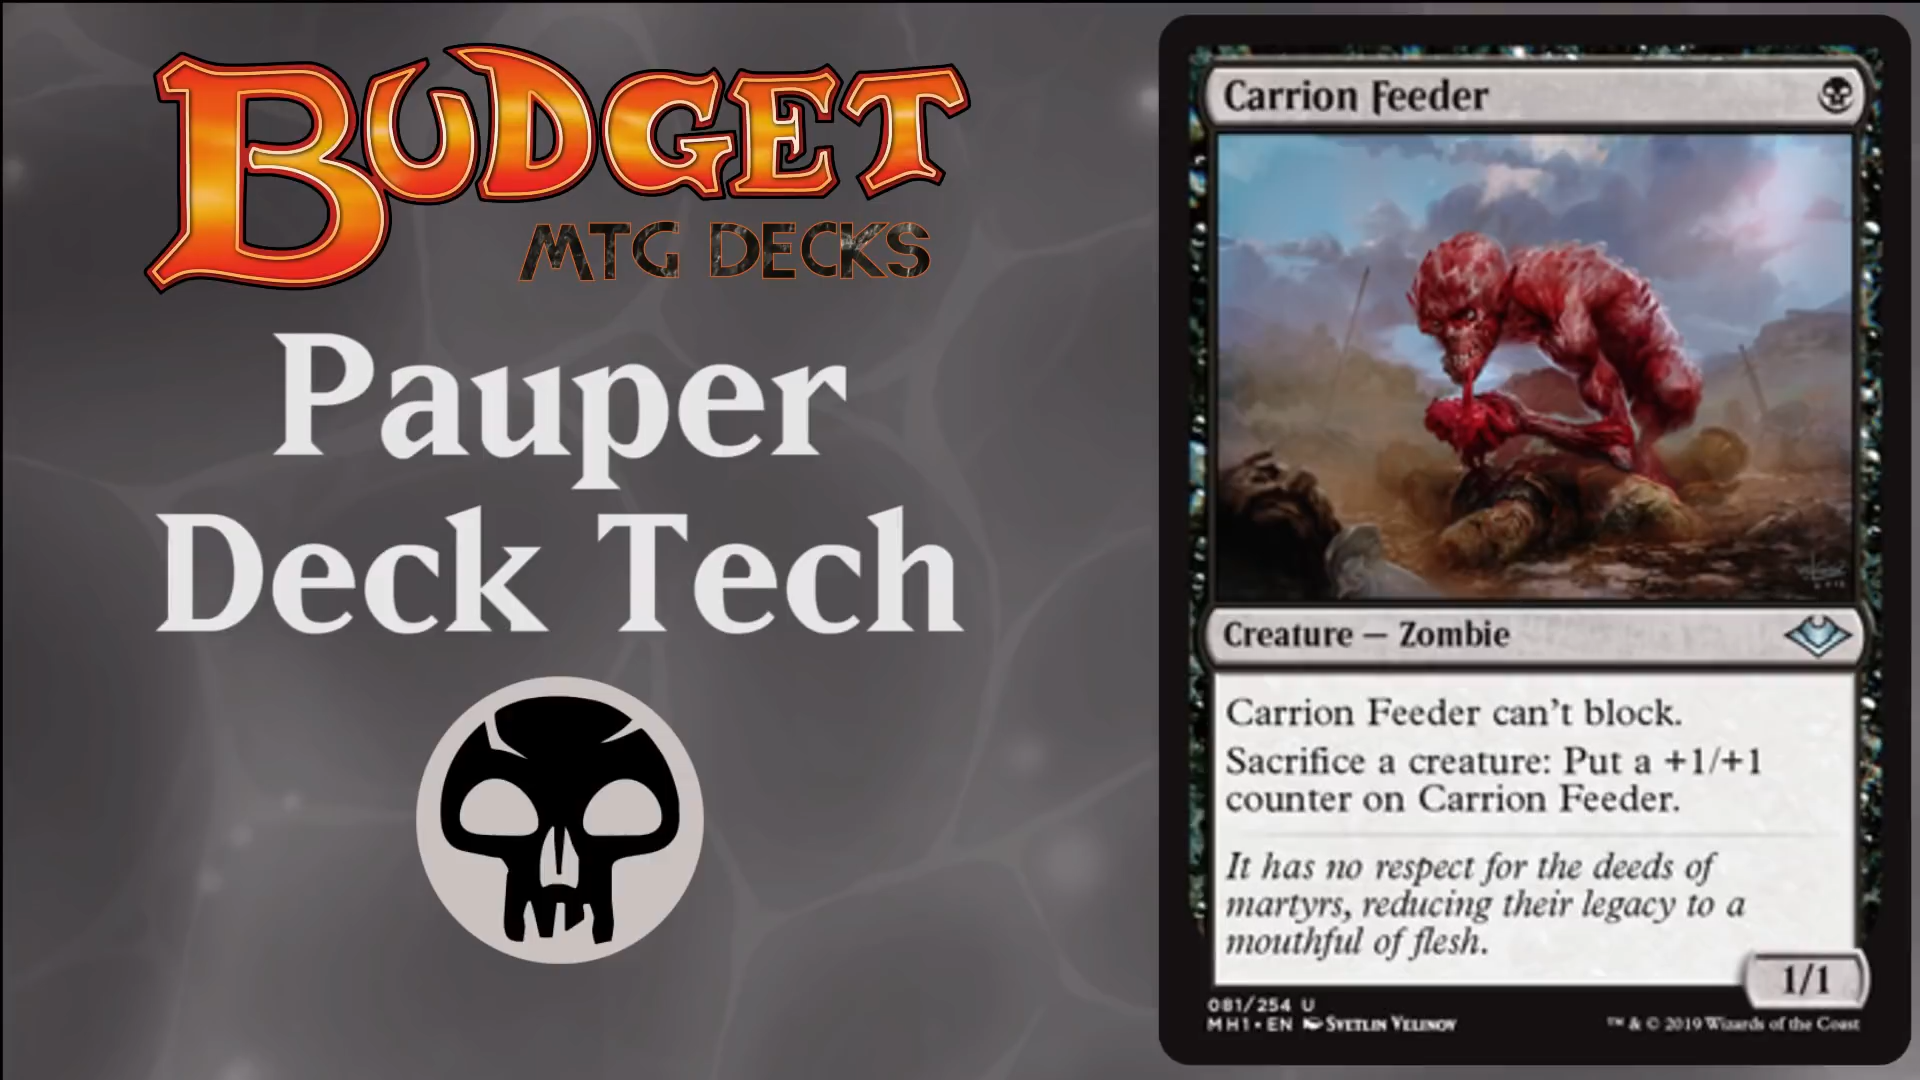 BUDGET
MTG DECKS
Pauper
Deck Tech
Carrion Feeder
Creature — Zombie
Carrion Feeder can't block.
Sacrifice a creature: Put a +1/+1
counter on Carrion Feeder.
It has no respect for the deeds of
martyrs, reducing their legacy to a
mouthful of flesh.
1/1
081/254 U
MH1 • EN Svetlin Velinov
™ & © 2019 Wizards of the Coast